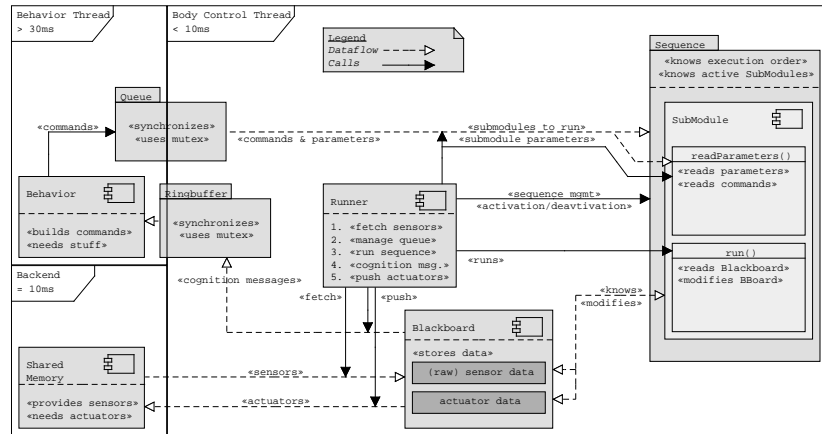 Behavior Thread
> 30ms
Body Control Thread
< 10ms
Legend
Dataflow
Calls
Sequence
«knows execution order»
«knows active SubModules»
Queue
«commands»
«synchronizes»
«uses mutex»
«commands & parameters»
«submodules to run»
«submodule parameters»
SubModule
readParameters()
«reads parameters»
«reads commands»
Behavior
«builds commands»
«needs stuff»
Ringbuffer
«synchronizes»
«uses mutex»
Runner
1. «fetch sensors»
2. «manage queue»
3. «run sequence»
4. «cognition msg.»
5. «push actuators»
«sequence mgmt»
«activation/deavtivation»
«runs»
run()
«reads Blackboard»
«modifies BBoard»
Backend
= 10ms
«cognition messages»
«fetch»
«push»
«knows»
«modifies»
Blackboard
«stores data»
(raw) sensor data
actuator data
Shared
Memory
«provides sensors»
«needs actuators»
«sensors»
«actuators»